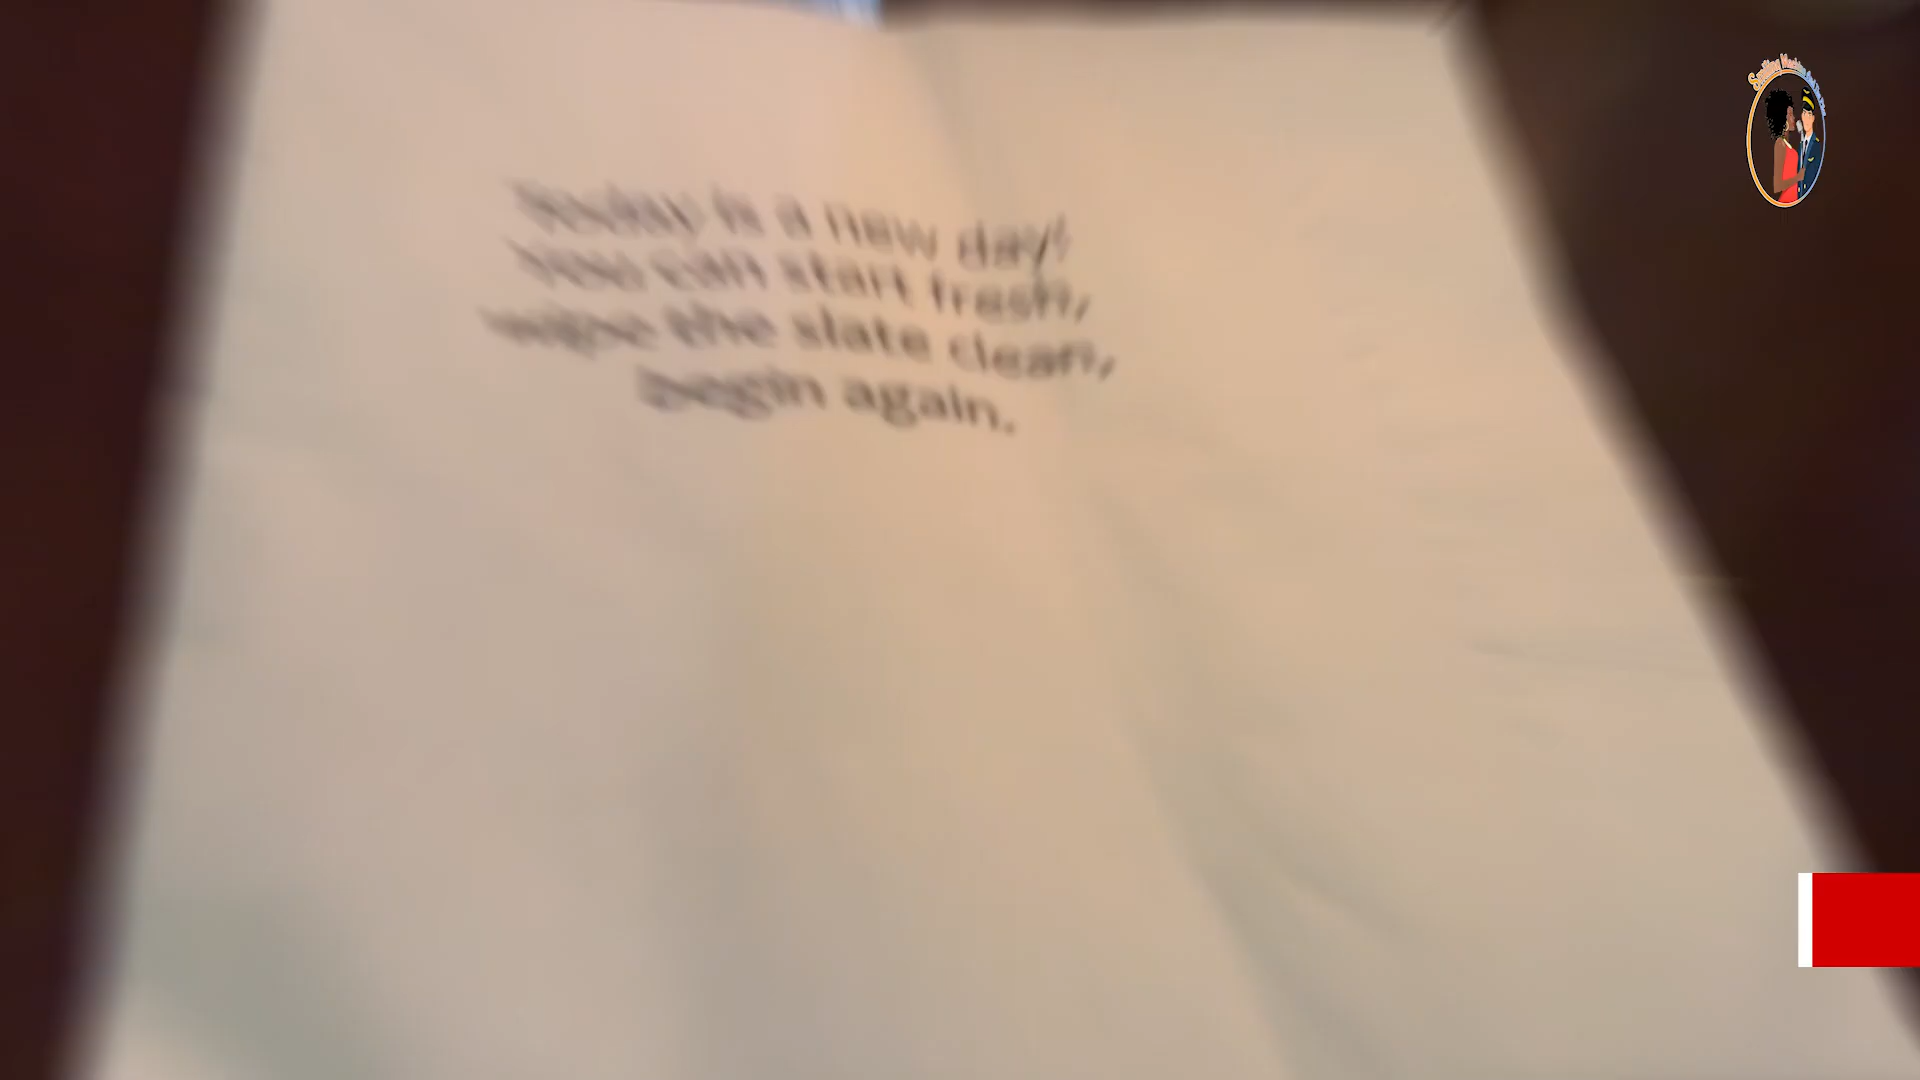 Today is a new day!
You can start fresh,
wipe the slate clean,
begin again.